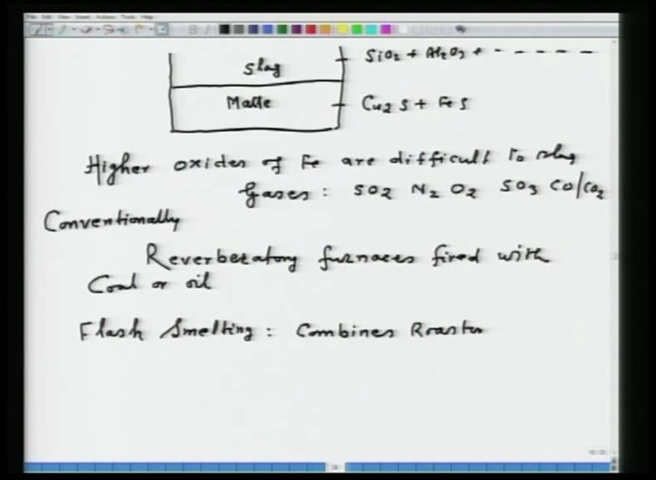 Slag
SiO2 + Al2O3 + - - - - -
Matte
Cu2S + FeS
Higher oxides of Fe are difficult to slag
Gases : SO2 N2 O2 SO3 CO/CO2
Conventionally
Reverberatory furnaces fired with
Coal or oil
Flash Smelting : Combines Roaster